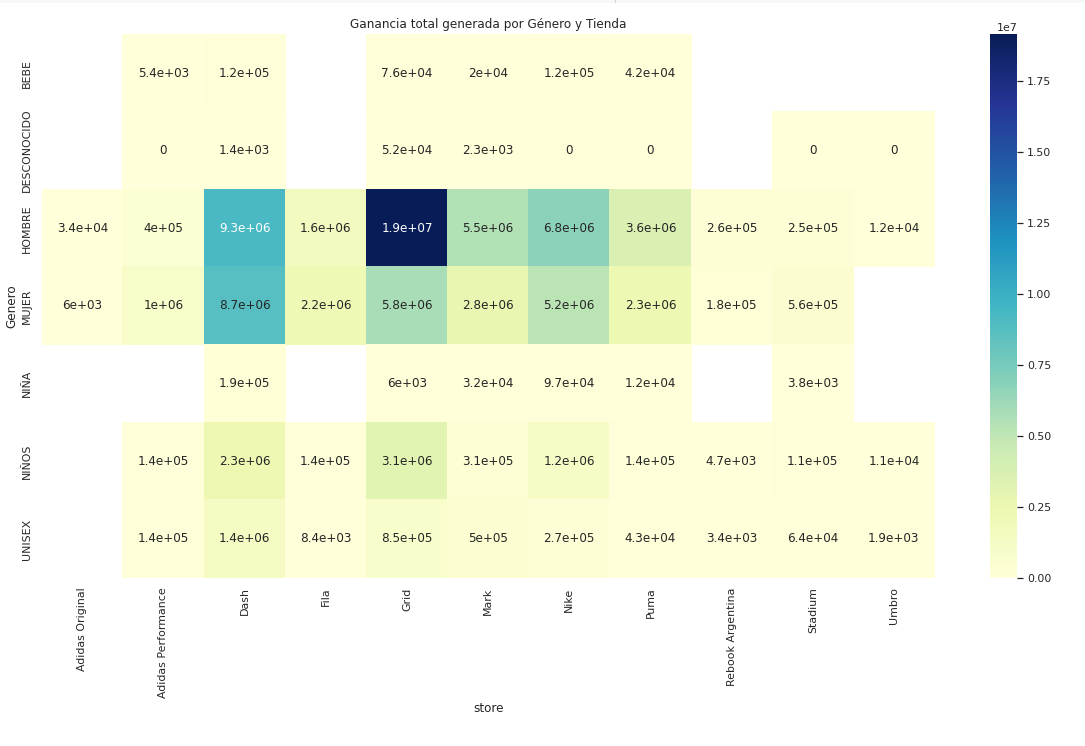 Ganancia total generada por Género y Tienda
1e7
BEBE 5.4e+03 1.2e+05 7.6e+04 2e+04 1.2e+05 4.2e+04
DESCONOCIDO 0 1.4e+03 5.2e+04 2.3e+03 0 0 0 0
HOMBRE 3.4e+04 4e+05 9.3e+06 1.6e+06 1.9e+07 5.5e+06 6.8e+06 3.6e+06 2.6e+05 2.5e+05 1.2e+04
MUJER 6e+03 1e+06 8.7e+06 2.2e+06 5.8e+06 2.8e+06 5.2e+06 2.3e+06 1.8e+05 5.6e+05
NIÑA 1.9e+05 6e+03 3.2e+04 9.7e+04 1.2e+04 3.8e+03
NIÑOS 1.4e+05 2.3e+06 1.4e+05 3.1e+06 3.1e+05 1.2e+06 1.4e+05 4.7e+03 1.1e+05 1.1e+04
UNISEX 1.4e+05 1.4e+06 8.4e+03 8.5e+05 5e+05 2.7e+05 4.3e+04 3.4e+03 6.4e+04 1.9e+03
Genero
Adidas Original
Adidas Performance
Dash
Fila
Grid
Mark
Nike
Puma
Rebook Argentina
Stadium
Umbro
store
1.75
1.50
1.25
1.00
0.75
0.50
0.25
0.00